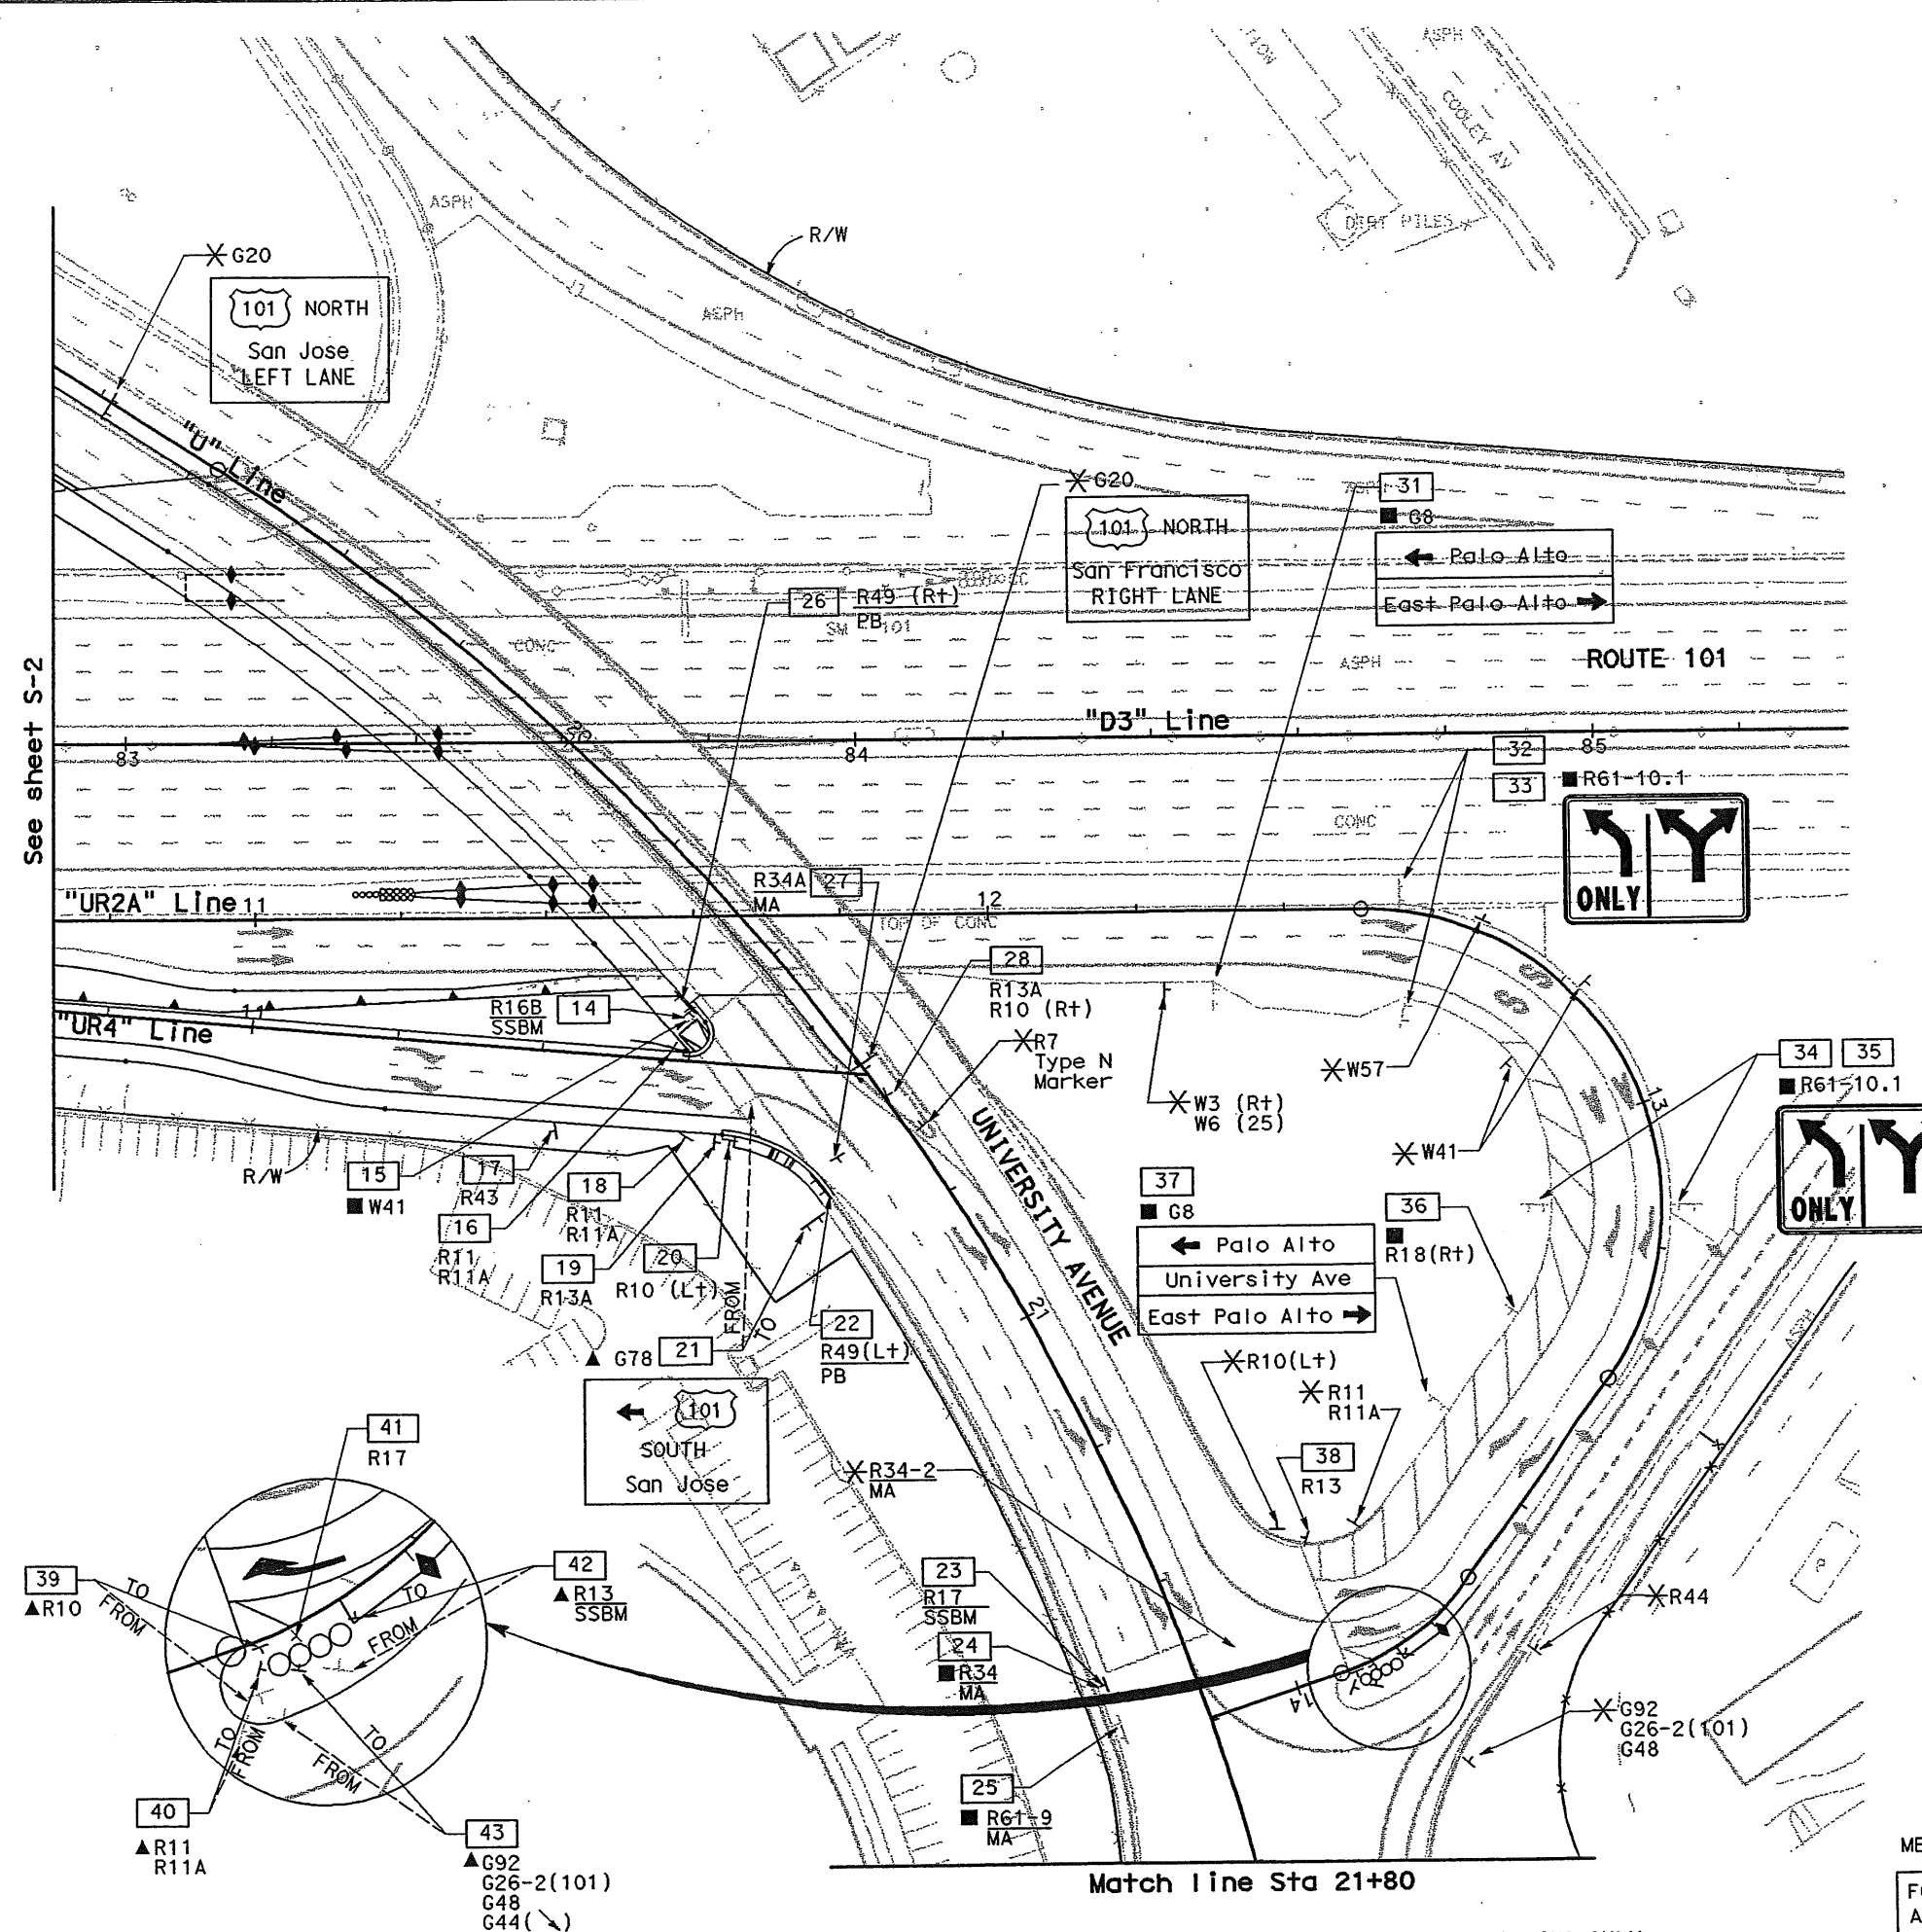 ASPH
COOLEY AV
DIRT PILES
ASPH
R/W
G20
101 NORTH
San Jose
LEFT LANE
ASPH
"U" Line
G20
101 NORTH
San Francisco
RIGHT LANE
31
G8
Palo Alto
East Palo Alto
26
R49 (Rt)
PB
101
CONC
ASPH
ROUTE 101
See sheet S-2
"D3" Line
83
84
85
32
33
R61-10.1
ONLY
CONC
R34A
MA
27
"UR2A" Line
11
12
TOP OF CONC
28
R13A
R10 (Rt)
R16B
SSBM
14
"UR4" Line
11
R7
Type N
Marker
W57
W3 (Rt)
W6 (25)
34
35
R61-10.1
ONLY
13
W41
R/W
15
W41
17
R43
18
R11
R11A
16
R11
R11A
19
R13A
20
R10 (Lt)
FROM
TO
UNIVERSITY AVENUE
37
G8
Palo Alto
University Ave
East Palo Alto
36
R18(Rt)
21
22
R49(Lt)
PB
G78
21
101
SOUTH
San Jose
R10(Lt)
R11
R11A
38
R13
ASPH
41
R17
R34-2
MA
39
R10
TO
FROM
42
R13
SSBM
TO
FROM
23
R17
SSBM
24
R34
MA
R44
14
TO
FROM
TO
FROM
G92
G26-2(101)
G48
25
R61-9
MA
40
R11
R11A
43
G92
G26-2(101)
G48
G44(↘)
Match line Sta 21+80